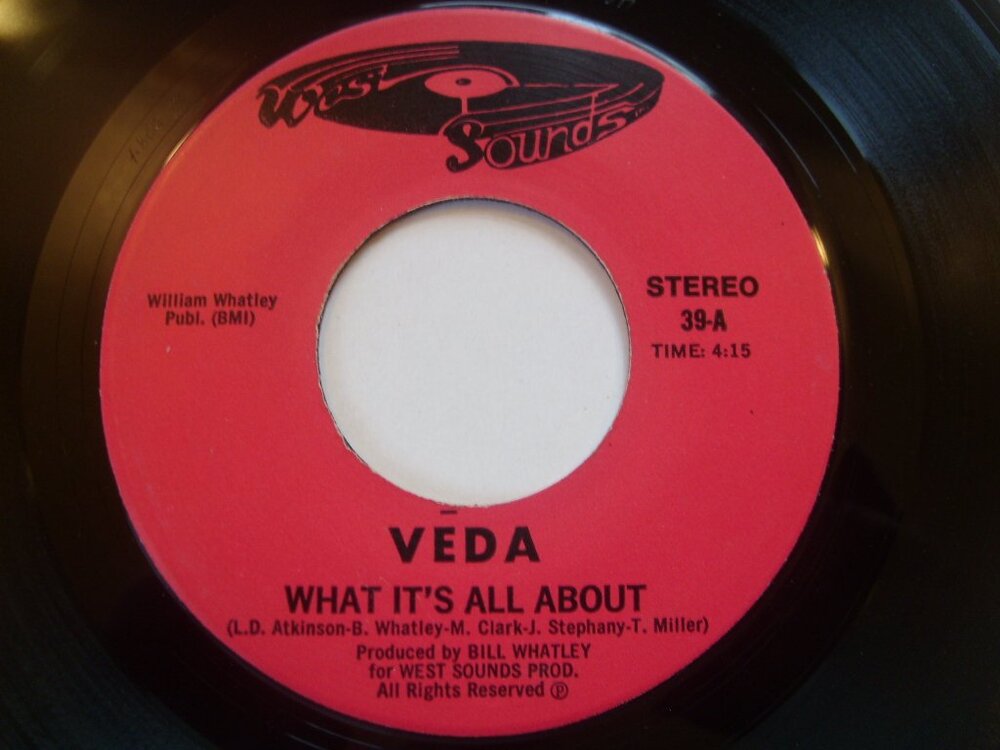 West
Sounds
William Whatley
Publ. (BMI)
STEREO
39-A
TIME: 4:15
VĒDA
WHAT IT'S ALL ABOUT
(L.D. Atkinson-B. Whatley-M. Clark-J. Stephany-T. Miller)
Produced by BILL WHATLEY
for WEST SOUNDS PROD.
All Rights Reserved ℗